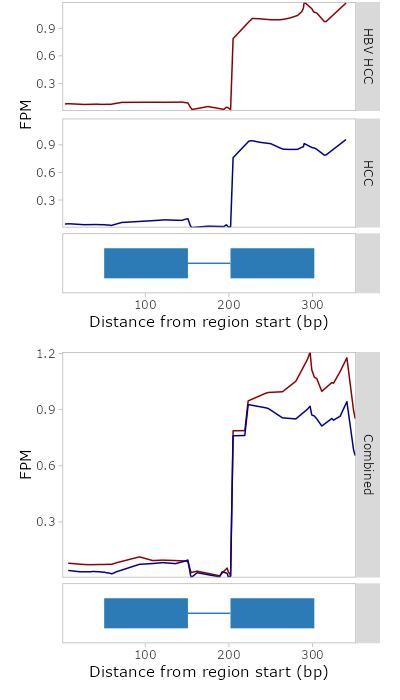 0.9
0.6
0.3
HBV HCC
FPM
0.9
0.6
0.3
HCC
100 200 300
Distance from region start (bp)
1.2
0.9
0.6
0.3
FPM
Combined
100 200 300
Distance from region start (bp)